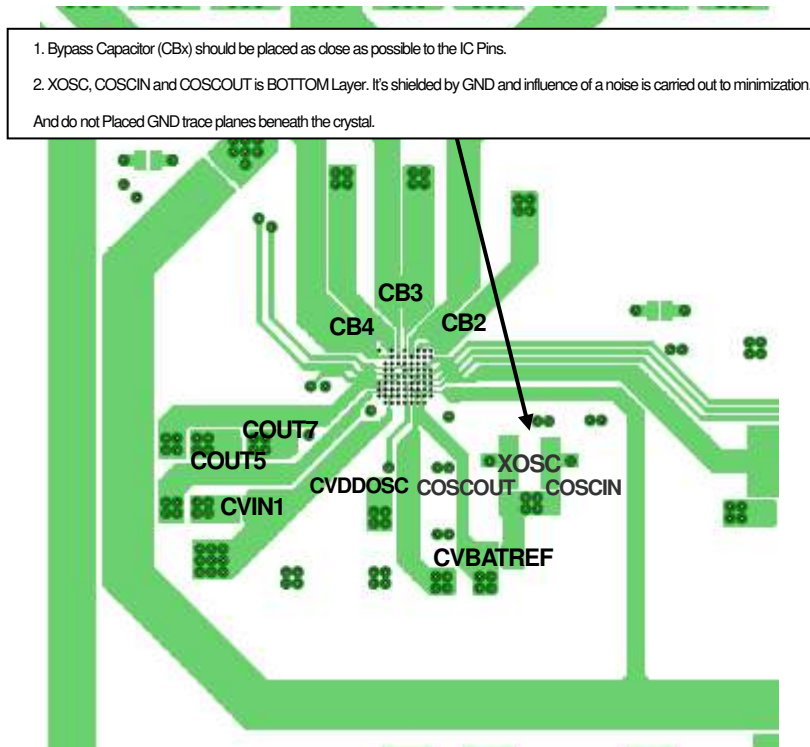 1. Bypass Capacitor (CBx) should be placed as close as possible to the IC Pins.
2. XOSC, COSCIN and COSCOUT is BOTTOM Layer. It's shielded by GND and influence of a noise is carried out to minimization.
And do not Placed GND trace planes beneath the crystal.
CB3
CB4
CB2
COUT7
COUT5
XOSC
CVDDOSC
COSCOUT
COSCIN
CVIN1
CVBATREF